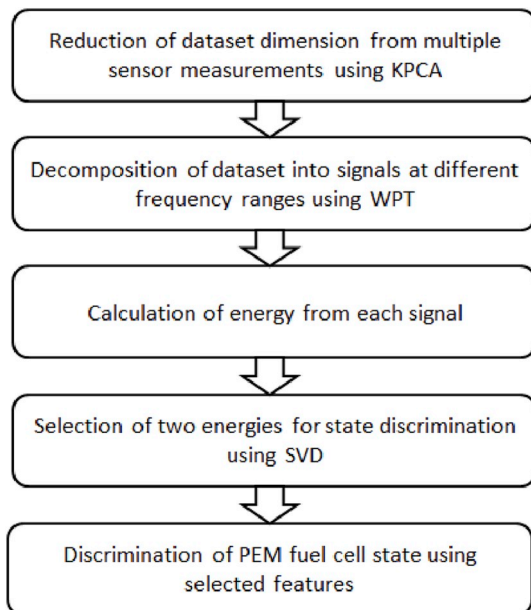 Reduction of dataset dimension from multiple
sensor measurements using KPCA
Decomposition of dataset into signals at different
frequency ranges using WPT
Calculation of energy from each signal
Selection of two energies for state discrimination
using SVD
Discrimination of PEM fuel cell state using
selected features